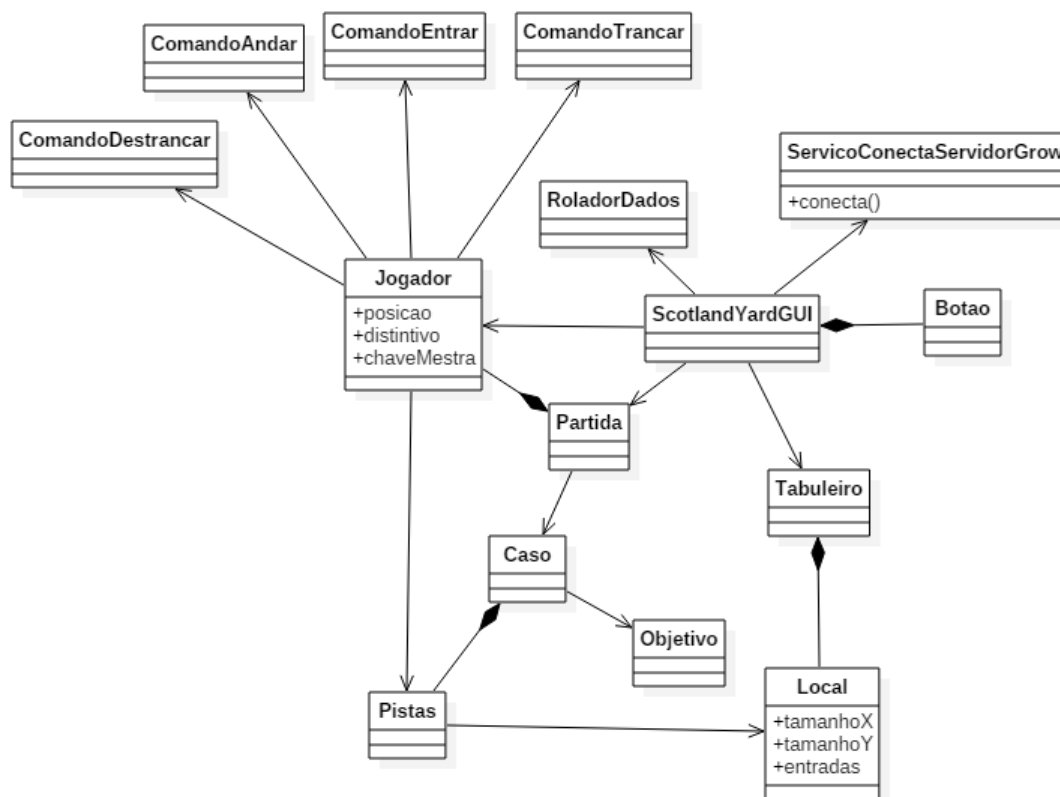 ComandoAndar
ComandoEntrar
ComandoTrancar
ComandoDestrancar
ServicoConectaServidorGrow
+conecta()
RoladorDados
Jogador
+posicao
+distintivo
+chaveMestra
ScotlandYardGUI
Botao
Partida
Tabuleiro
Caso
Objetivo
Pistas
Local
+tamanhoX
+tamanhoY
+entradas